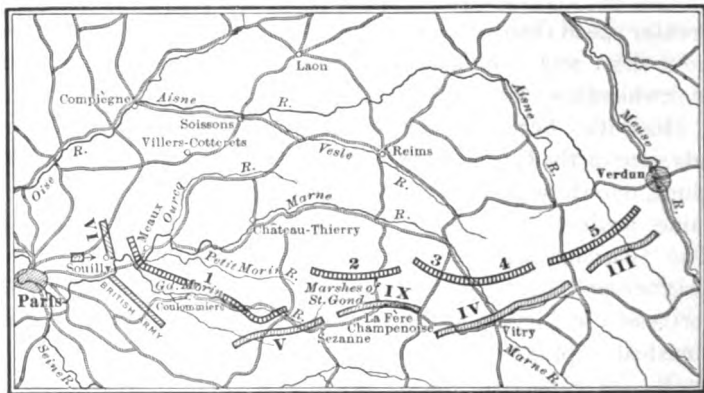 Laon
Compiègne
Aisne
R.
Aisne
Meuse
Soissons
Villers-Cotterets
Vesle
Reims
R.
Oise
R.
Ourcq
R.
R.
R.
Verdun
R.
Marne
Meaux
VI
Château-Thierry
5
III
Souilly
Petit Morin R.
1
2
3
4
Paris
Gd. Morin
Marshes of
St. Gond
IX
IV
BRITISH ARMY
Coulommiers
R.
La Fère
Champenoise
Vitry
V
Sezanne
Seine R.
Marne R.